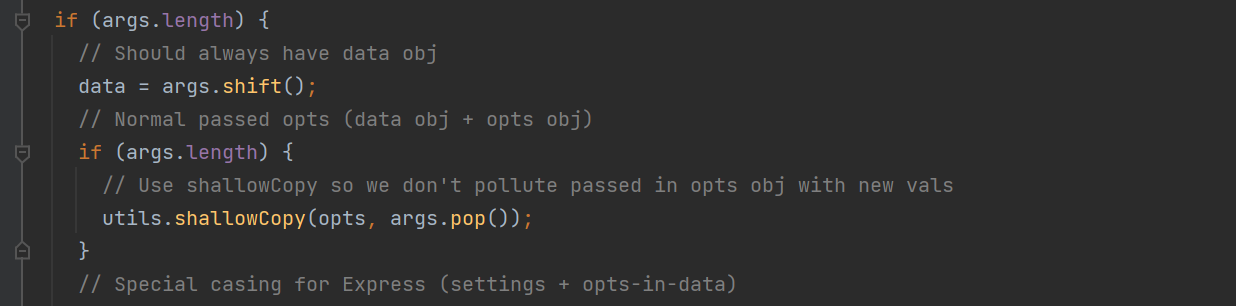 if (args.length) {
// Should always have data obj
data = args.shift();
// Normal passed opts (data obj + opts obj)
if (args.length) {
// Use shallowCopy so we don't pollute passed in opts obj with new vals
utils.shallowCopy(opts, args.pop());
}
// Special casing for Express (settings + opts-in-data)